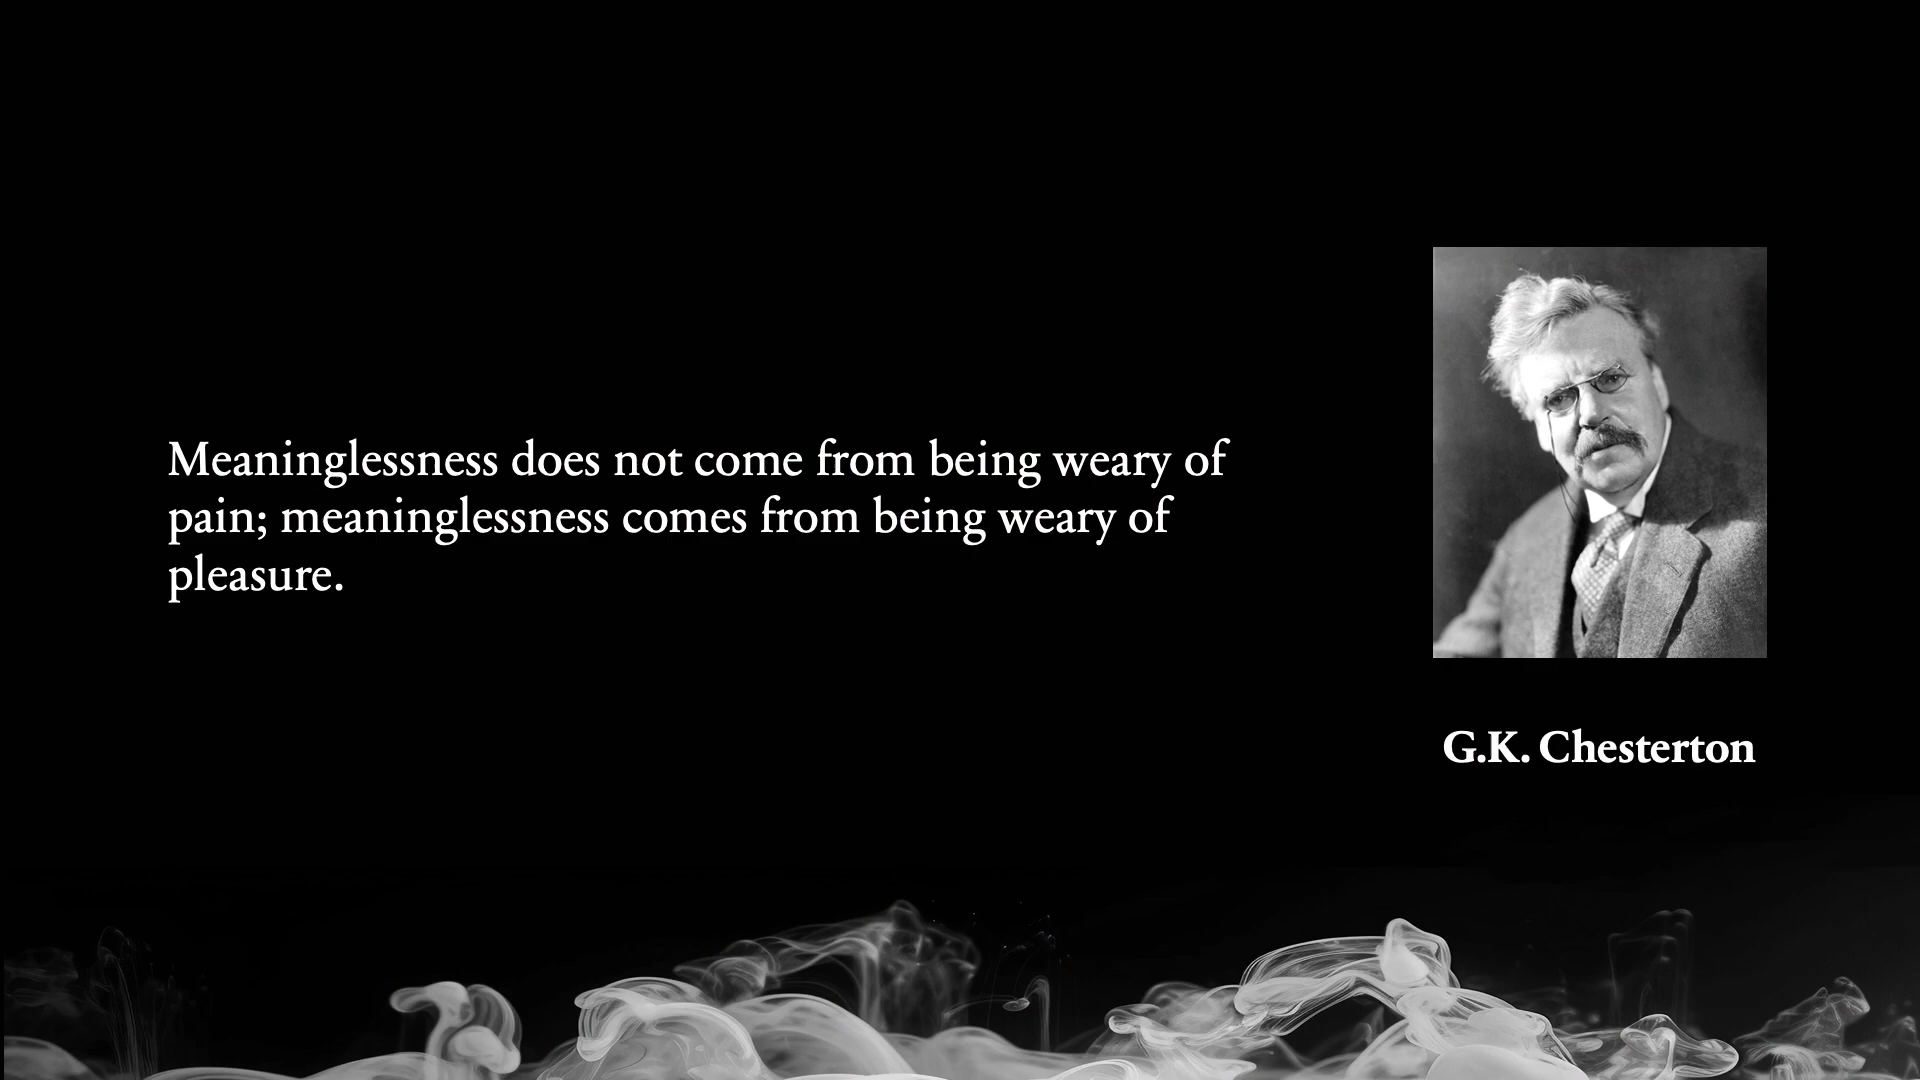 Meaninglessness does not come from being weary of
pain; meaninglessness comes from being weary of
pleasure.
G.K. Chesterton